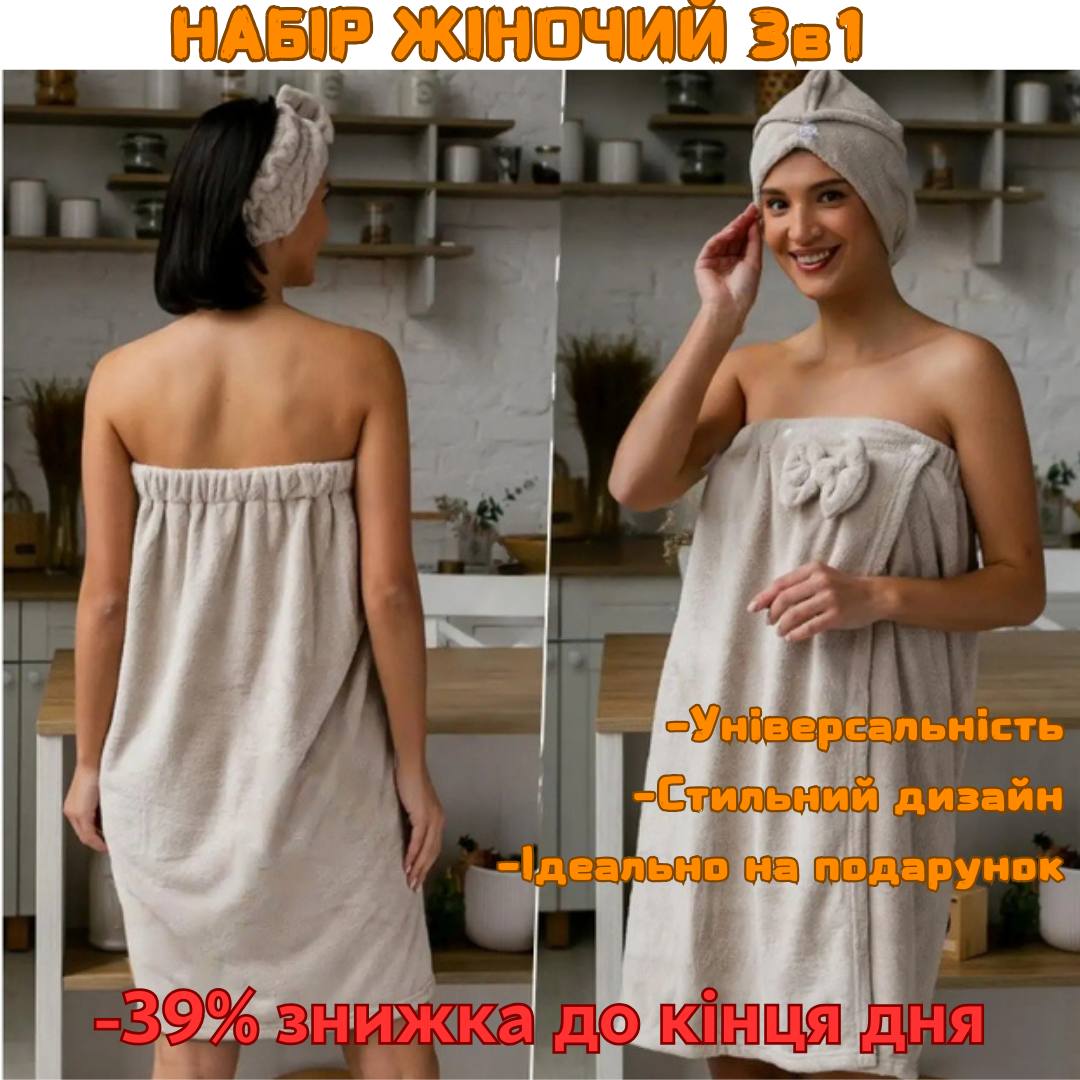 НАБІР ЖІНОЧИЙ 3в1
-Універсальність
-Стильний дизайн
-Ідеально на подарунок
-39% знижка до кінця дня